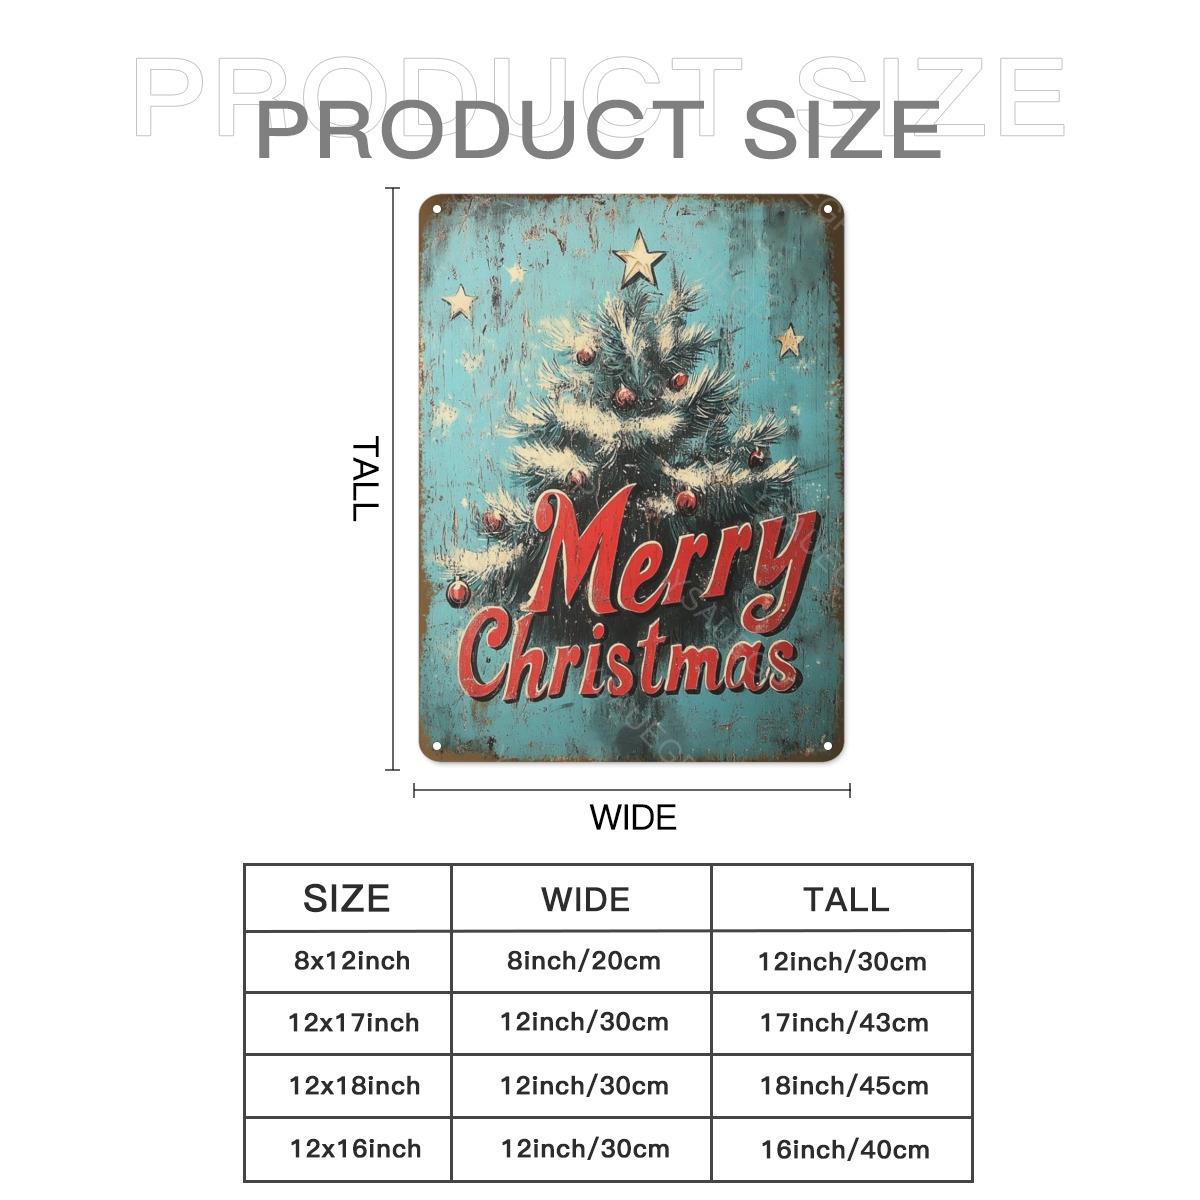 PRODUCT SIZE
PRODUCT SIZE
TALL
Merry
Christmas
WIDE
SIZE WIDE TALL
8x12inch 8inch/20cm 12inch/30cm
12x17inch 12inch/30cm 17inch/43cm
12x18inch 12inch/30cm 18inch/45cm
12x16inch 12inch/30cm 16inch/40cm